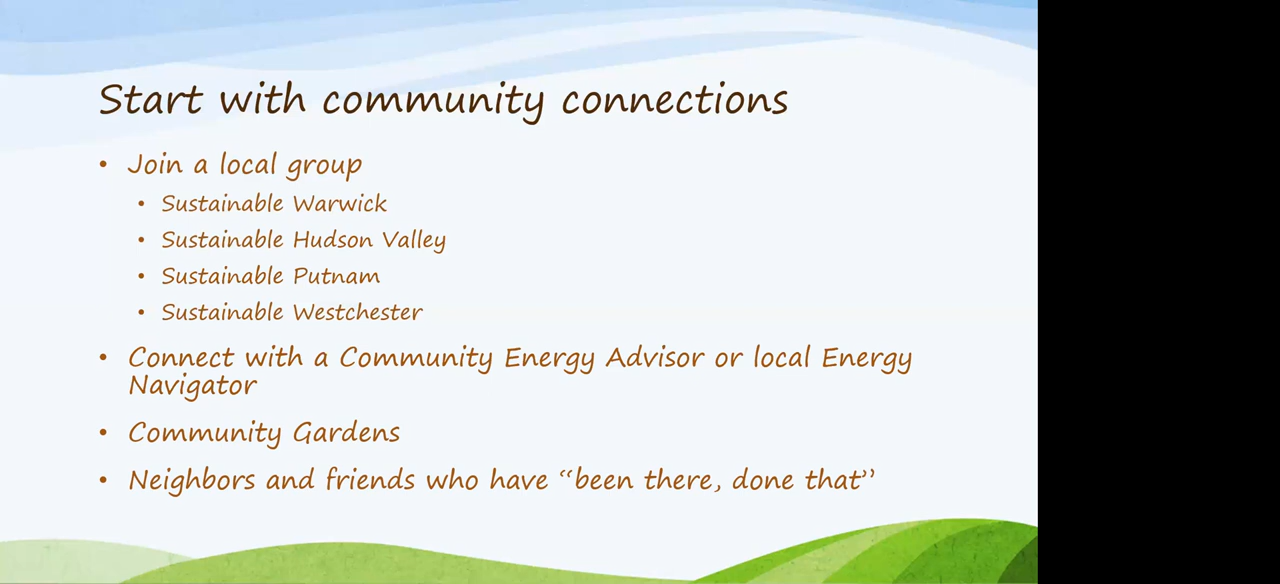 Start with community connections
• Join a local group
• Sustainable Warwick
• Sustainable Hudson Valley
• Sustainable Putnam
• Sustainable Westchester
• Connect with a Community Energy Advisor or local Energy
Navigator
• Community Gardens
• Neighbors and friends who have “been there, done that”